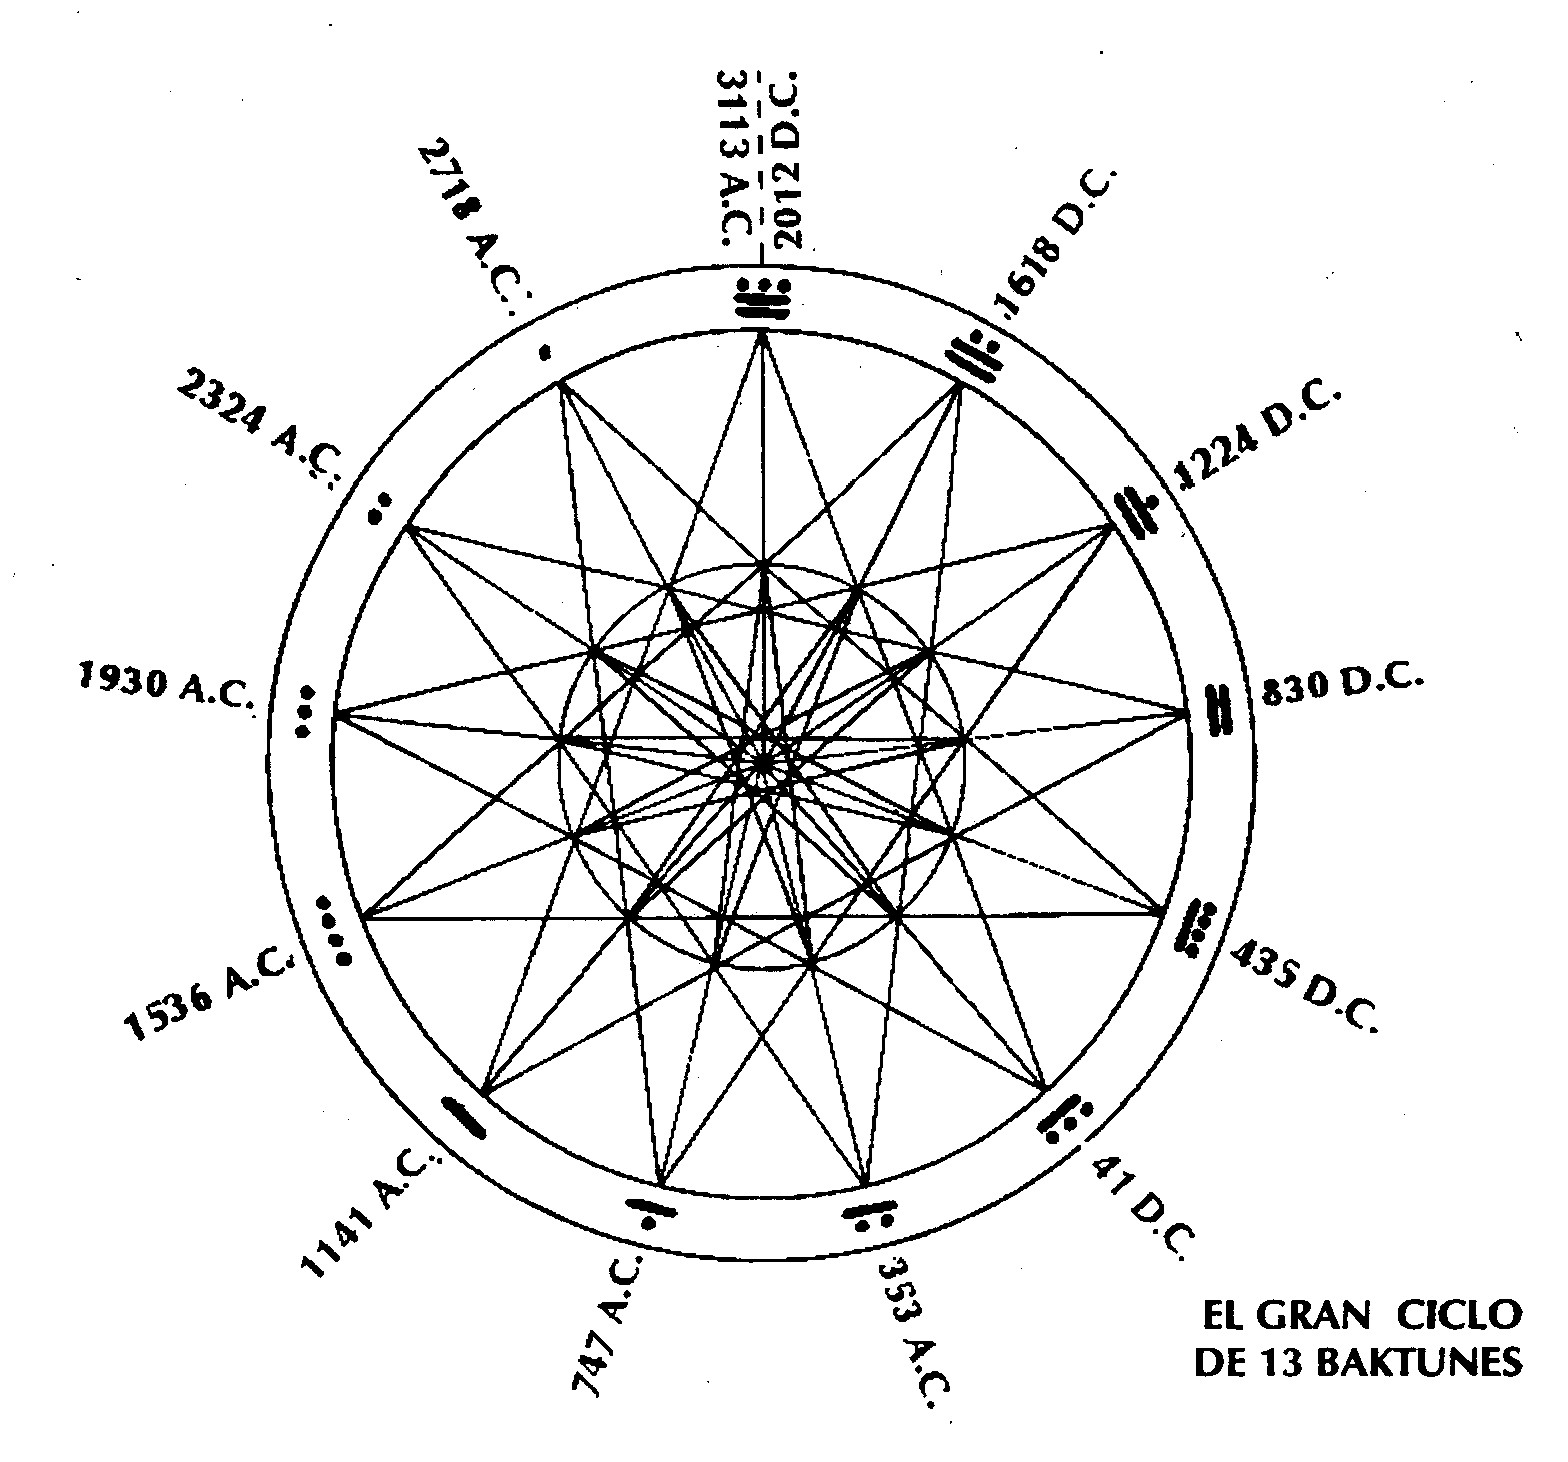 3113 A.C.
2012 D.C.
1618 D.C.
1224 D.C.
830 D.C.
435 D.C.
41 D.C.
353 A.C.
747 A.C.
1141 A.C.
1536 A.C.
1930 A.C.
2324 A.C.
2718 A.C.
EL GRAN CICLO
DE 13 BAKTUNES